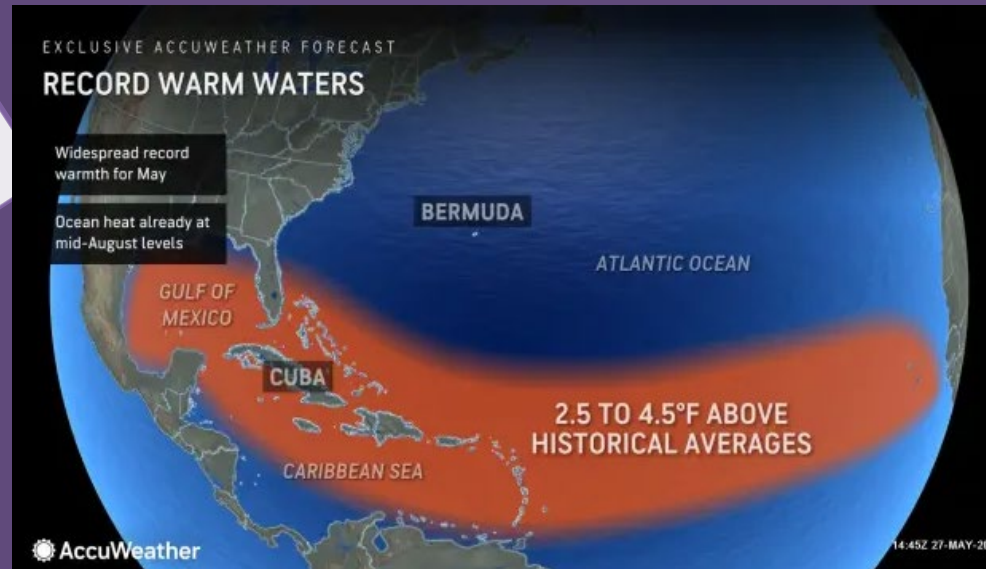 EXCLUSIVE ACCUWEATHER FORECAST
RECORD WARM WATERS
Widespread record
warmth for May
Ocean heat already at
mid-August levels
BERMUDA
ATLANTIC OCEAN
GULF OF
MEXICO
CUBA
2.5 TO 4.5°F ABOVE
HISTORICAL AVERAGES
CARIBBEAN SEA
AccuWeather
14:45Z 27-MAY-20